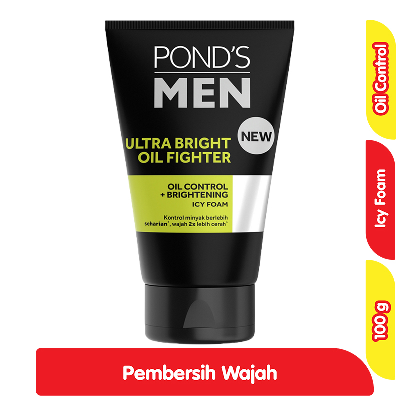 POND'S
MEN
NEW
ULTRA BRIGHT
OIL FIGHTER
OIL CONTROL
+ BRIGHTENING
ICY FOAM
Kontrol minyak berlebih
seharian*, wajah 2x lebih cerah*
Oil Control
Icy Foam
100 g
Pembersih Wajah